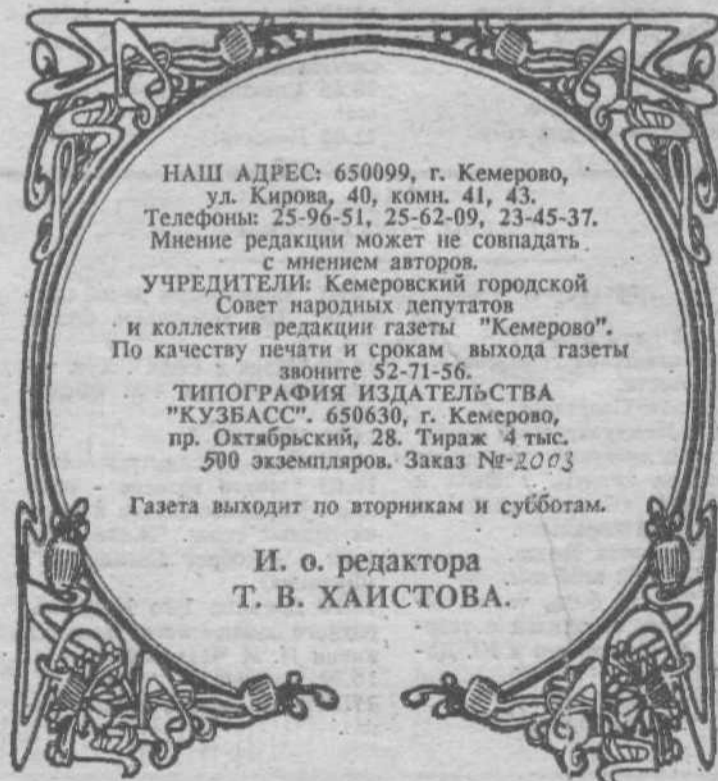 НАШ АДРЕС: 650099, г. Кемерово,
ул. Кирова, 40, комн. 41, 43.
Телефоны: 25-96-51, 25-62-09, 23-45-37.
Мнение редакции может не совпадать
с мнением авторов.
УЧРЕДИТЕЛИ: Кемеровский городской
Совет народных депутатов
и коллектив редакции газеты "Кемерово".
По качеству печати и срокам выхода газеты
звоните 52-71-56.
ТИПОГРАФИЯ ИЗДАТЕЛЬСТВА
"КУЗБАСС". 650630, г. Кемерово,
пр. Октябрьский, 28. Тираж 4 тыс.
500 экземпляров. Заказ №-2003
Газета выходит по вторникам и субботам.
И. о. редактора
Т. В. ХАИСТОВА.